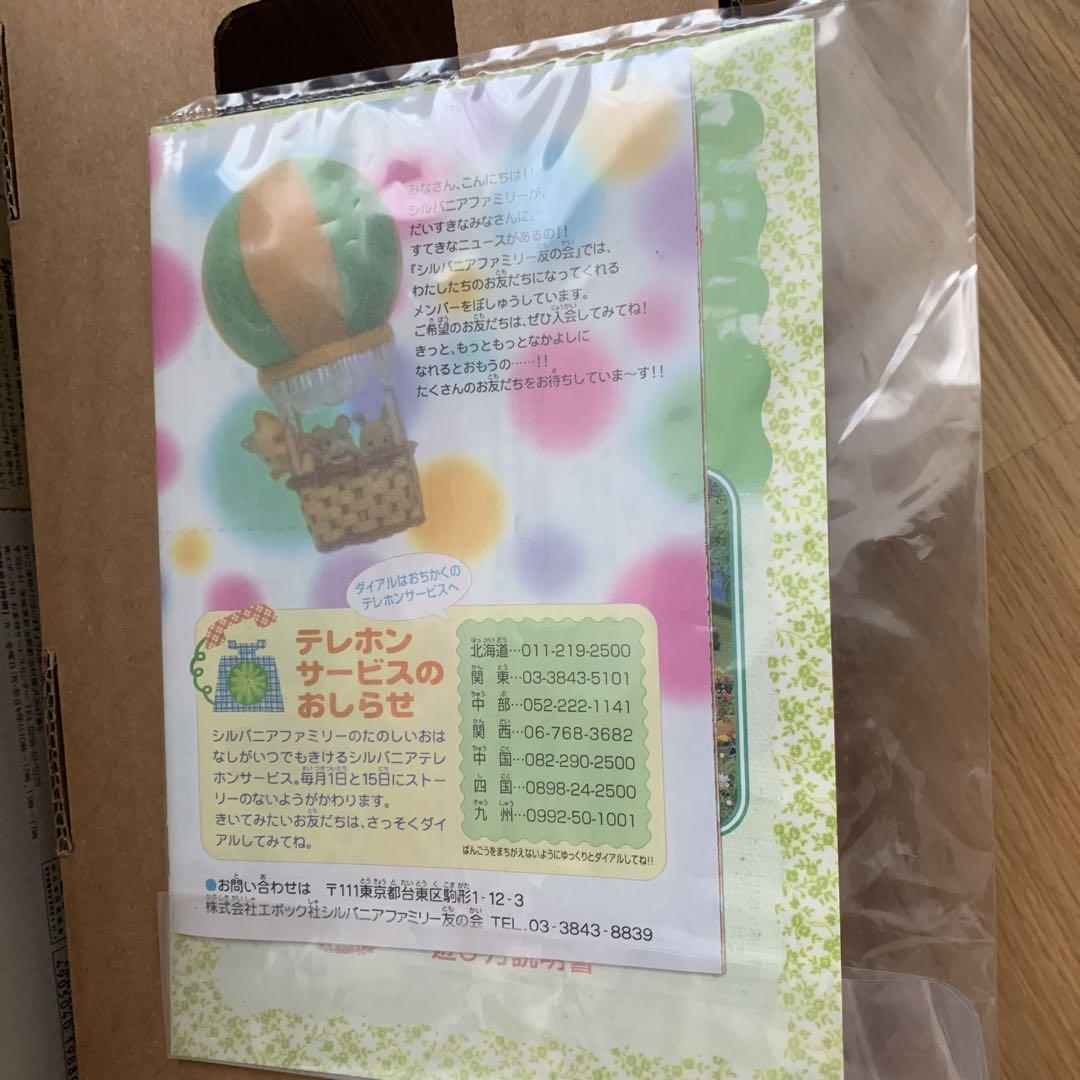 みなさん、こんにちは!!
シルバニアファミリーが、
だいすきなみなさんに、
すてきなニュースがあるの!!
『シルバニアファミリー友の会』では、
わたしたちのお友だちになってくれる
メンバーをぼしゅうしています。
ご希望のお友だちは、ぜひ入会してみてね!
きっと、もっともっとなかよしに
なれるとおもうの……!!
たくさんのお友だちをお待ちしていま〜す!!
ダイアルはおちかくの
テレホンサービスへ
テレホン
サービスの
おしらせ
シルバニアファミリーのたのしいおは
なしがいつでもきけるシルバニアテレ
ホンサービス。毎月1日と15日にストー
リーのないようがかわります。
きいてみたいお友だちは、さっそくダイ
アルしてみてね。
北海道…011-219-2500
関東…03-3843-5101
中部…052-222-1141
関西…06-768-3682
中国…082-290-2500
四国…0898-24-2500
九州…0992-50-1001
ばんごうをまちがえないようにゆっくりとダイアルしてね!!
●お問い合わせは 〒111東京都台東区駒形1-12-3
株式会社エポック社シルバニアファミリー友の会 TEL.03-3843-8839
遊び方説明書